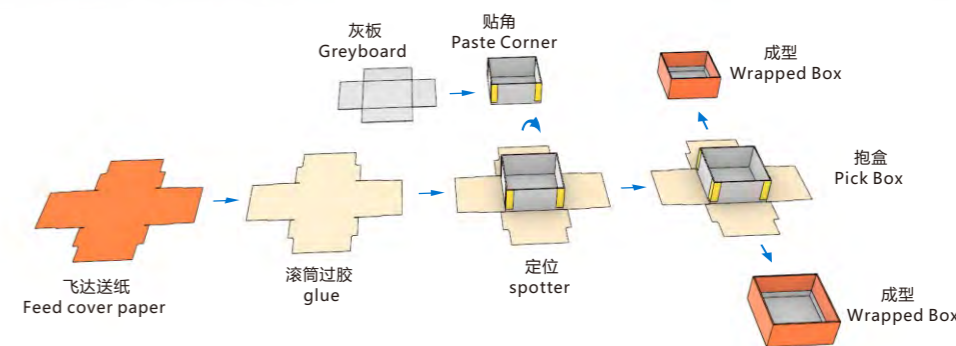 灰板
Greyboard
贴角
Paste Corner
成型
Wrapped Box
抱盒
Pick Box
飞达送纸
Feed cover paper
滚筒过胶
glue
定位
spotter
成型
Wrapped Box